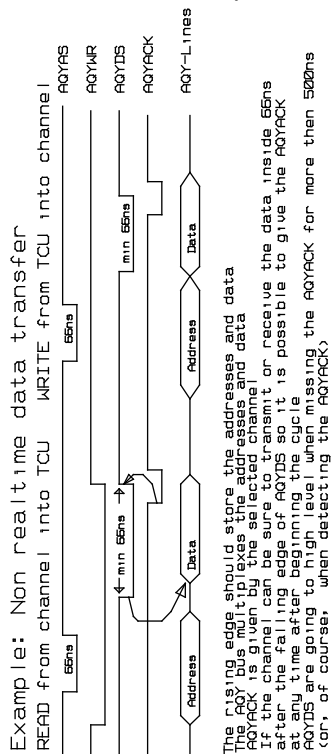 Example: Non realtime data transfer
READ from channel into TCU WRITE from TCU into channel
66ns 66ns AQYAS
AQYWR
min 66ns min 66ns AQYDS
AQYACK
Address Data Address Data AQY-Lines
The rising edge should store the addresses and data
The AQY bus multiplexes the addresses and data
AQYACK is given by the selected channel
If the channel can be sure to transmit or receive the data inside 66ns
after the falling edge of AQYDS so it is possible to give the AQYACK
at any time after beginning the cycle
AQYDS are going to high level when missing the AQYACK for more then 500ns
or, of course, when detecting the AQYACK)